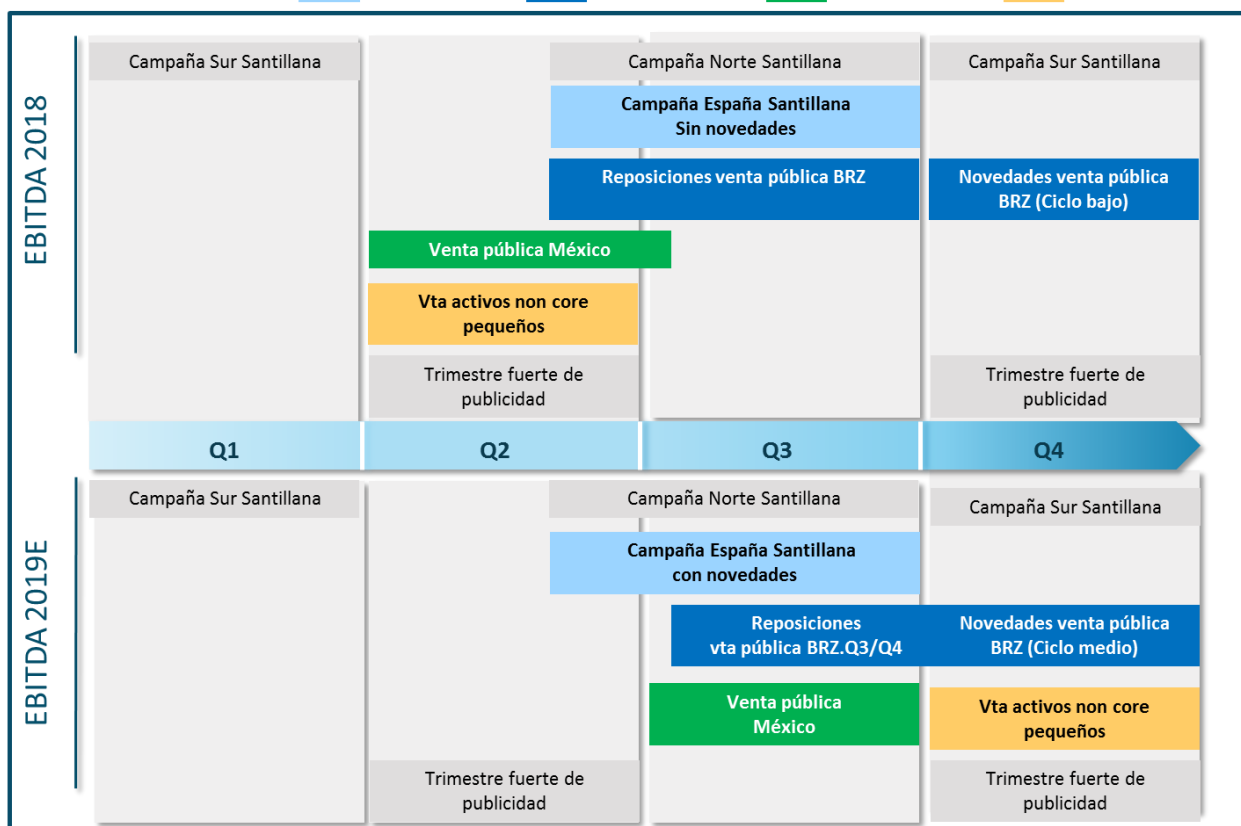 EBITDA 2018
Campaña Sur Santillana
Campaña Norte Santillana
Campaña Sur Santillana
Campaña España Santillana
Sin novedades
Reposiciones venta pública BRZ
Novedades venta pública
BRZ (Ciclo bajo)
Venta pública México
Vta activos non core
pequeños
Trimestre fuerte de
publicidad
Trimestre fuerte de
publicidad
Q1
Q2
Q3
Q4
EBITDA 2019E
Campaña Sur Santillana
Campaña Norte Santillana
Campaña Sur Santillana
Campaña España Santillana
con novedades
Reposiciones
vta pública BRZ.Q3/Q4
Novedades venta pública
BRZ (Ciclo medio)
Venta pública
México
Vta activos non core
pequeños
Trimestre fuerte de
publicidad
Trimestre fuerte de
publicidad